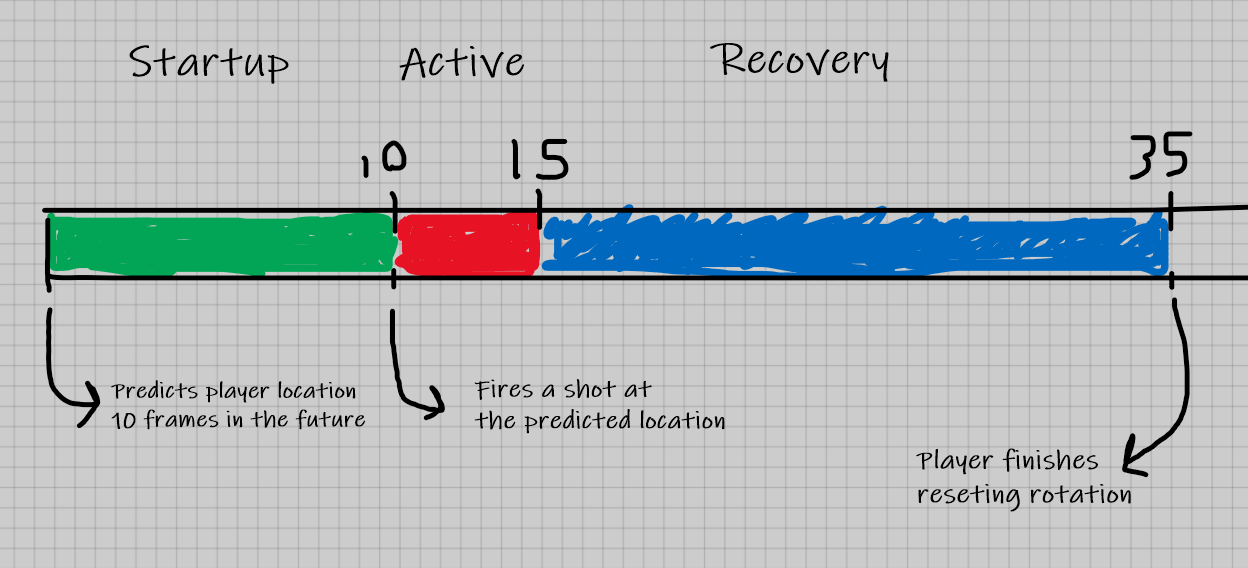 Startup Active Recovery
10 15 35
Predicts player location
10 frames in the future
Fires a shot at
the predicted location
Player finishes
reseting rotation